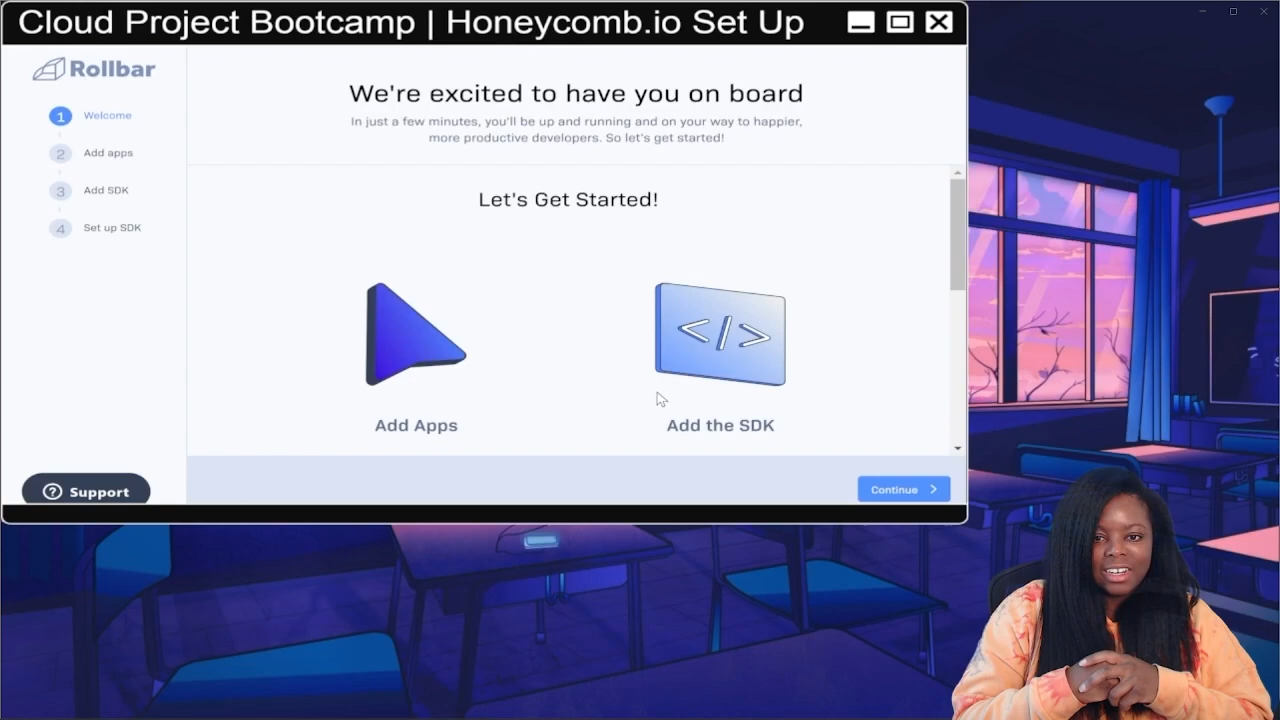 Cloud Project Bootcamp | Honeycomb.io Set Up
Rollbar
1 Welcome
2 Add apps
3 Add SDK
4 Set up SDK
Support
We're excited to have you on board
In just a few minutes, you'll be up and running and on your way to happier,
more productive developers. So let's get started!
Let's Get Started!
</>
Add Apps
Add the SDK
Continue